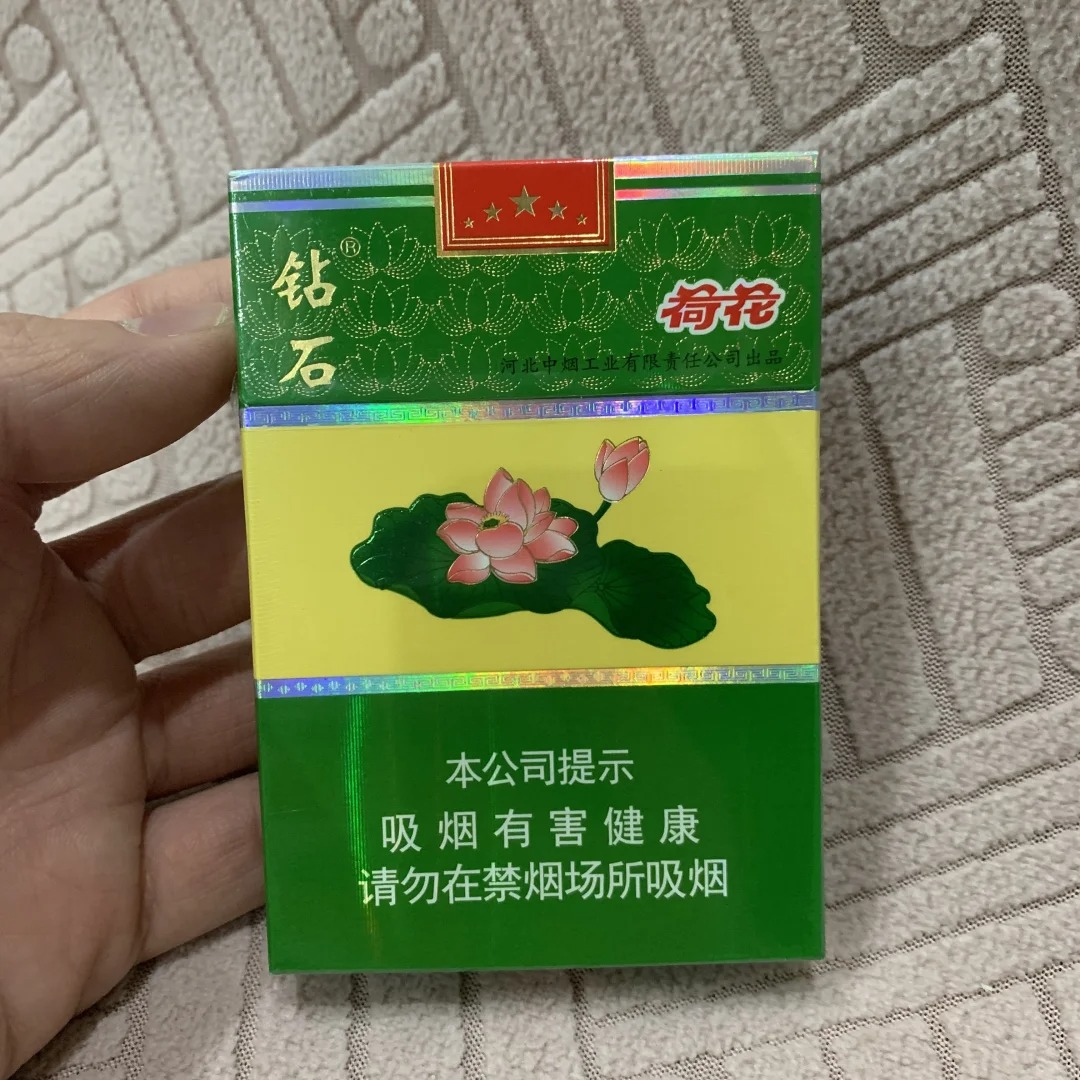 钻石®
荷花
河北中烟工业有限责任公司出品
本公司提示
吸烟有害健康
请勿在禁烟场所吸烟